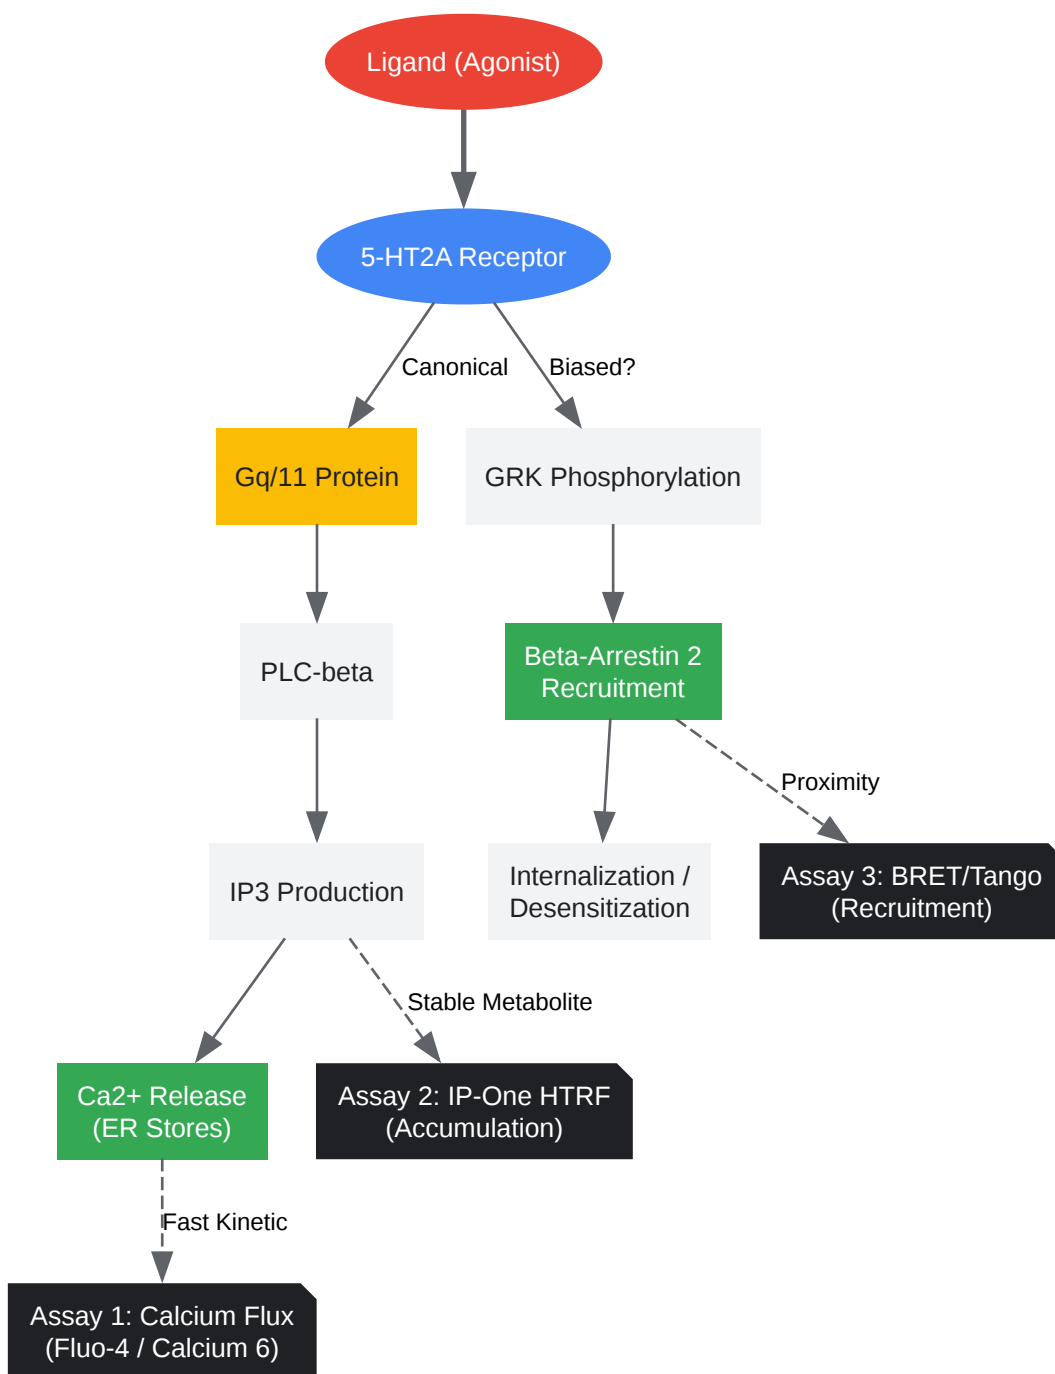 Ligand (Agonist)
5-HT2A Receptor
Canonical
Biased?
Gq/11 Protein
GRK Phosphorylation
PLC-beta
Beta-Arrestin 2
Recruitment
Proximity
IP3 Production
Internalization /
Desensitization
Assay 3: BRET/Tango
(Recruitment)
Stable Metabolite
Ca2+ Release
(ER Stores)
Assay 2: IP-One HTRF
(Accumulation)
Fast Kinetic
Assay 1: Calcium Flux
(Fluo-4 / Calcium 6)